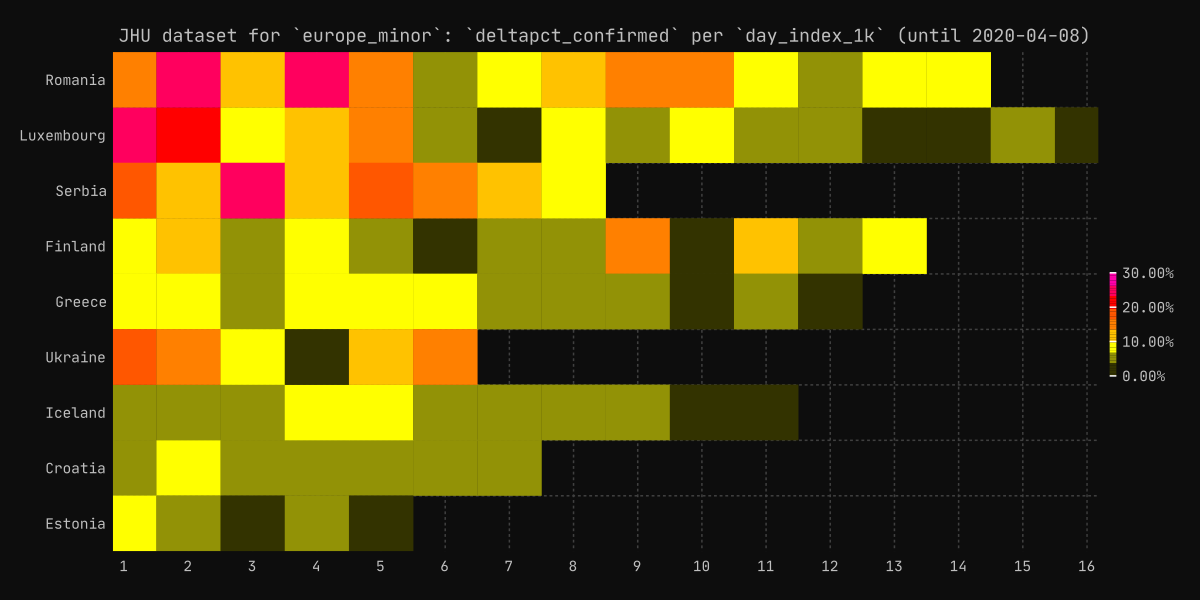 JHU dataset for `europe_minor`: `deltapct_confirmed` per `day_index_1k` (until 2020-04-08)
Romania
Luxembourg
Serbia
Finland
Greece
Ukraine
Iceland
Croatia
Estonia
1 2 3 4 5 6 7 8 9 10 11 12 13 14 15 16
30.00%
20.00%
10.00%
0.00%